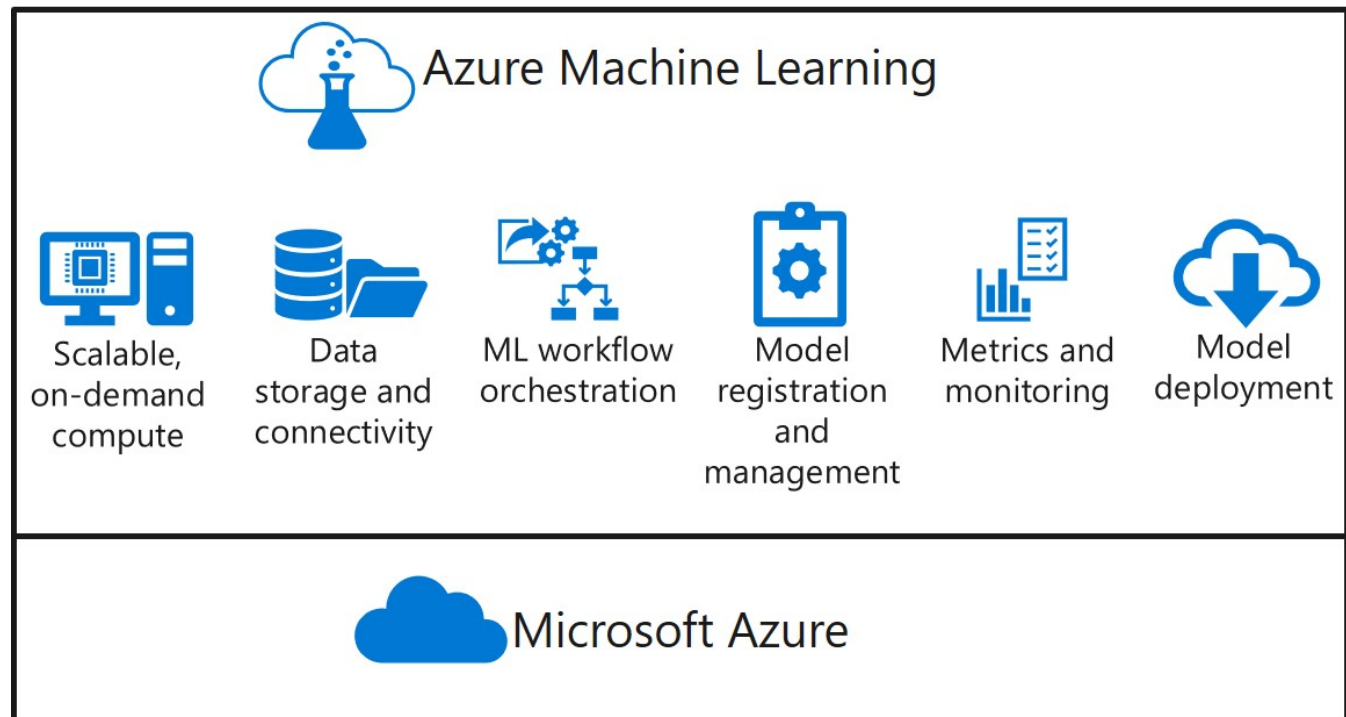 Azure Machine Learning
Scalable,
on-demand
compute
Data
storage and
connectivity
ML workflow
orchestration
Model
registration
and
management
Metrics and
monitoring
Model
deployment
Microsoft Azure